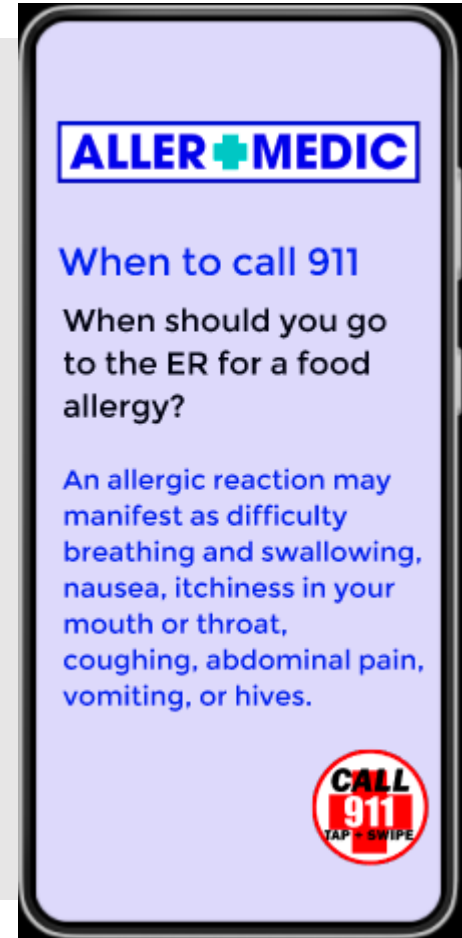 ALLER MEDIC
When to call 911
When should you go
to the ER for a food
allergy?
An allergic reaction may
manifest as difficulty
breathing and swallowing,
nausea, itchiness in your
mouth or throat,
coughing, abdominal pain,
vomiting, or hives.
CALL
911
TAP + SWIPE